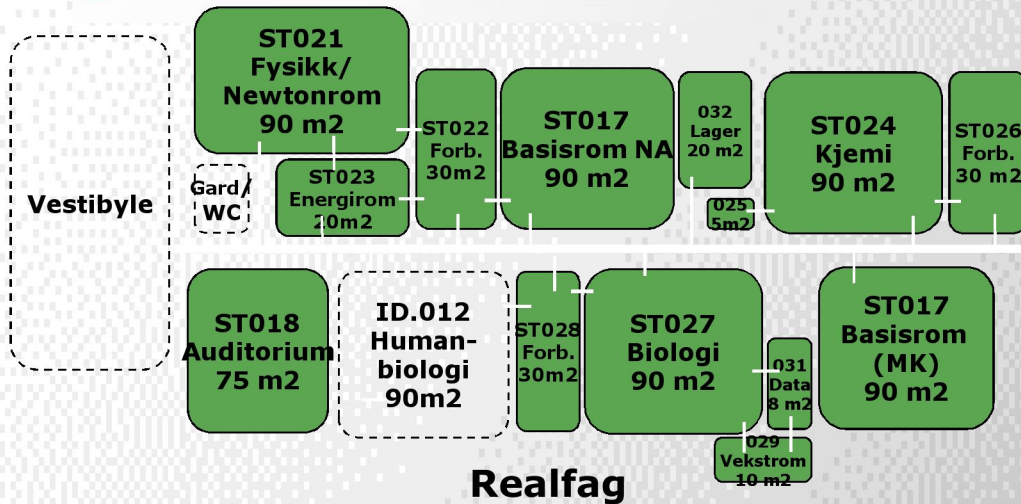 Vestibyle
ST021
Fysikk/
Newtonrom
90 m2
Gard/
WC
ST023
Energirom
20m2
ST022
Forb.
30m2
ST017
Basisrom NA
90 m2
032
Lager
20 m2
025
5m2
ST024
Kjemi
90 m2
ST026
Forb.
30 m2
ST018
Auditorium
75 m2
ID.012
Human-
biologi
90m2
ST028
Forb.
30m2
ST027
Biologi
90 m2
031
Data
8 m2
029
Vekstrom
10 m2
ST017
Basisrom
(MK)
90 m2
Realfag